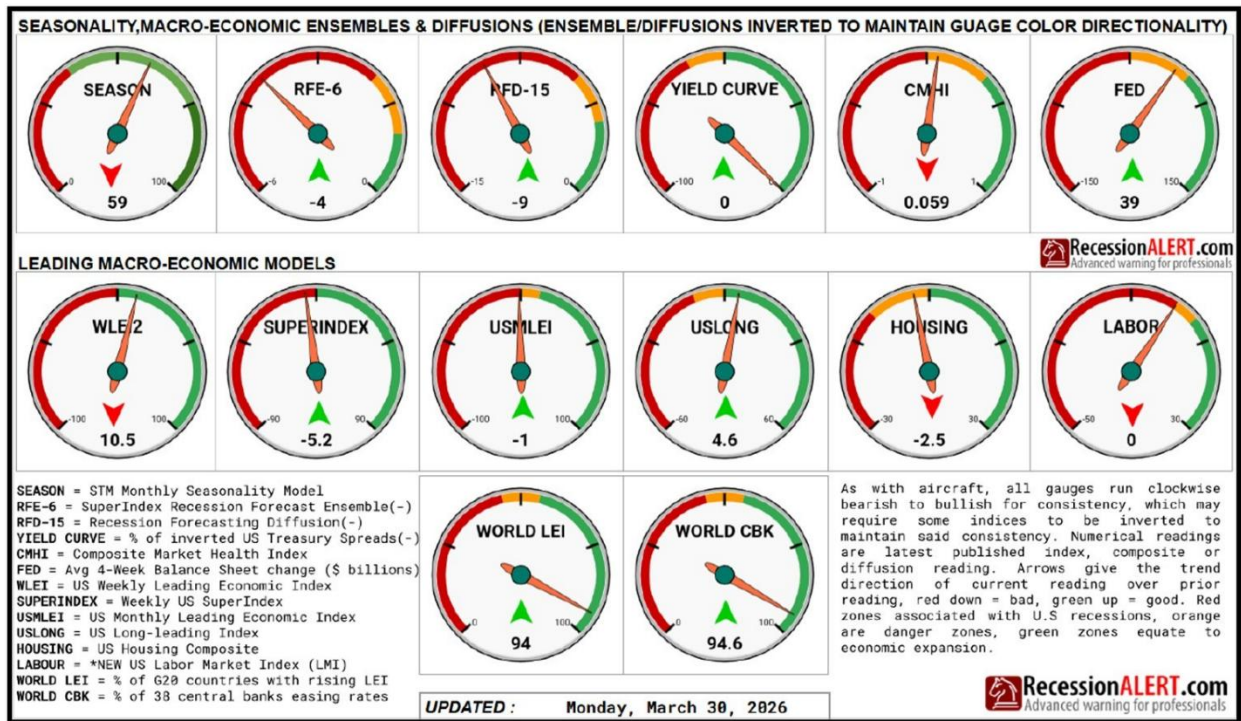 SEASONALITY,MACRO-ECONOMIC ENSEMBLES & DIFFUSIONS (ENSEMBLE/DIFFUSIONS INVERTED TO MAINTAIN GUAGE COLOR DIRECTIONALITY)
SEASON
0
100
59
RFE-6
-6
0
-4
RFD-15
-15
0
-9
YIELD CURVE
-100
0
0
CMHI
-1
1
0.059
FED
-150
150
39
RecessionALERT.com
Advanced warning for professionals
LEADING MACRO-ECONOMIC MODELS
WLEI2
-100
100
10.5
SUPERINDEX
-90
90
-5.2
USMLEI
-100
100
-1
USLONG
-60
60
4.6
HOUSING
-30
30
-2.5
LABOR
-50
30
0
SEASON = STM Monthly Seasonality Model
RFE-6 = SuperIndex Recession Forecast Ensemble(-)
RFD-15 = Recession Forecasting Diffusion(-)
YIELD CURVE = % of inverted US Treasury Spreads(-)
CMHI = Composite Market Health Index
FED = Avg 4-Week Balance Sheet change ($ billions)
WLEI = US Weekly Leading Economic Index
SUPERINDEX = Weekly US SuperIndex
USMLEI = US Monthly Leading Economic Index
USLONG = US Long-leading Index
HOUSING = US Housing Composite
LABOUR = *NEW US Labor Market Index (LMI)
WORLD LEI = % of G20 countries with rising LEI
WORLD CBK = % of 38 central banks easing rates
WORLD LEI
0
100
94
WORLD CBK
0
100
94.6
As with aircraft, all gauges run clockwise
bearish to bullish for consistency, which may
require some indices to be inverted to
maintain said consistency. Numerical readings
are latest published index, composite or
diffusion reading. Arrows give the trend
direction of current reading over prior
reading, red down = bad, green up = good. Red
zones associated with U.S recessions, orange
are danger zones, green zones equate to
economic expansion.
UPDATED : Monday, March 30, 2026
RecessionALERT.com
Advanced warning for professionals